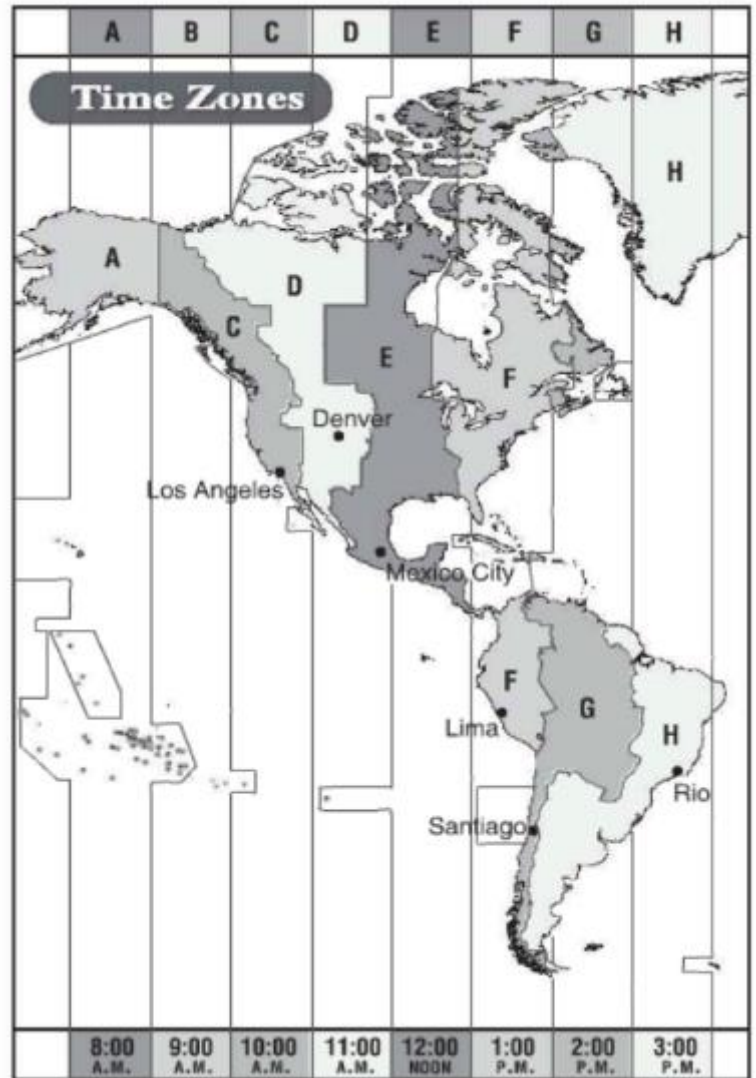 A B C D E F G H
Time Zones
H
A
D
C
E
F
Denver
Los Angeles
Mexico City
F
G
Lima
H
Rio
Santiago
8:00 9:00 10:00 11:00 12:00 1:00 2:00 3:00
A.M. A.M. A.M. A.M. NOON P.M. P.M. P.M.